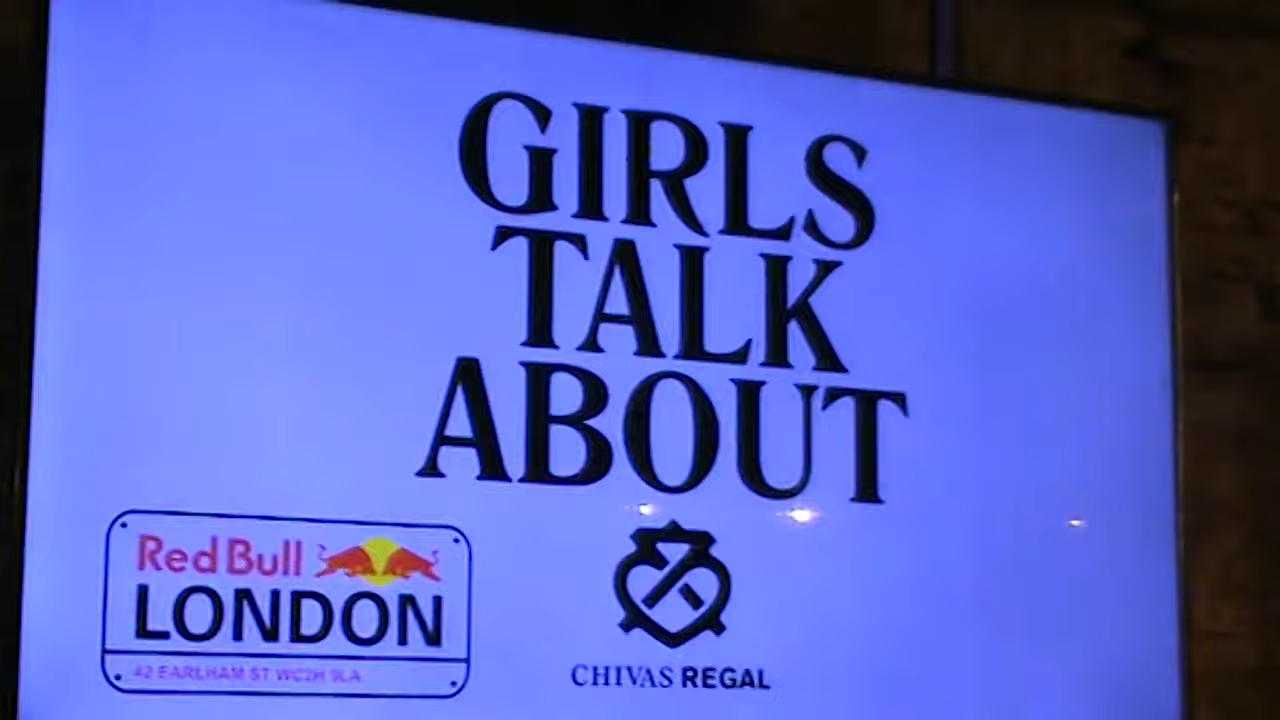 GIRLS
TALK
ABOUT
Red Bull
LONDON
42 EARLHAM ST WC2H 9LA
CHIVAS REGAL